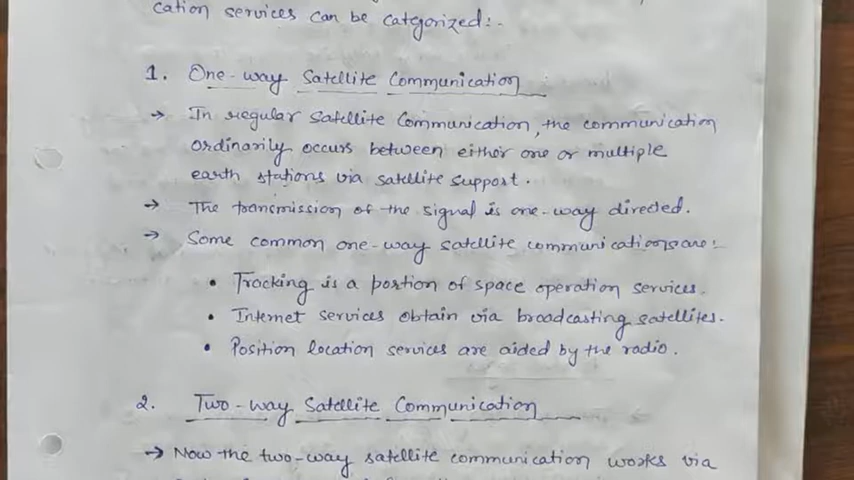 cation services can be categorized:-
1. One-way Satellite Communication
→ In regular Satellite Communication, the communication
ordinarily occurs between either one or multiple
earth stations via satellite support.
→ The transmission of the signal is one-way directed.
→ Some common one-way satellite communications are:
• Tracking is a portion of space operation services.
• Internet services obtain via broadcasting satellites.
• Position location services are aided by the radio.
2. Two-way Satellite Communication
→ Now the two-way satellite communication works via